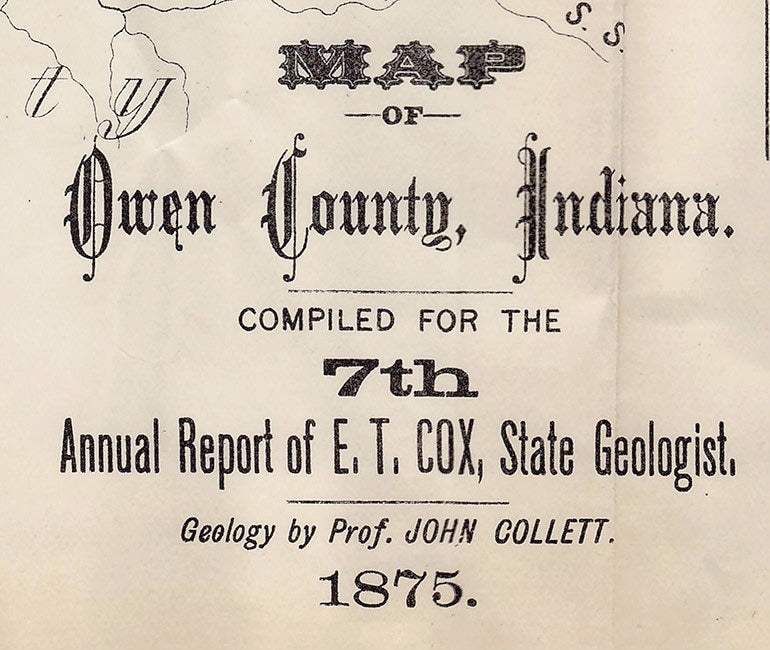 S. S.
t y
MAP
OF
Owen County, Indiana.
COMPILED FOR THE
7th
Annual Report of E. T. COX, State Geologist.
Geology by Prof. JOHN COLLETT.
1875.